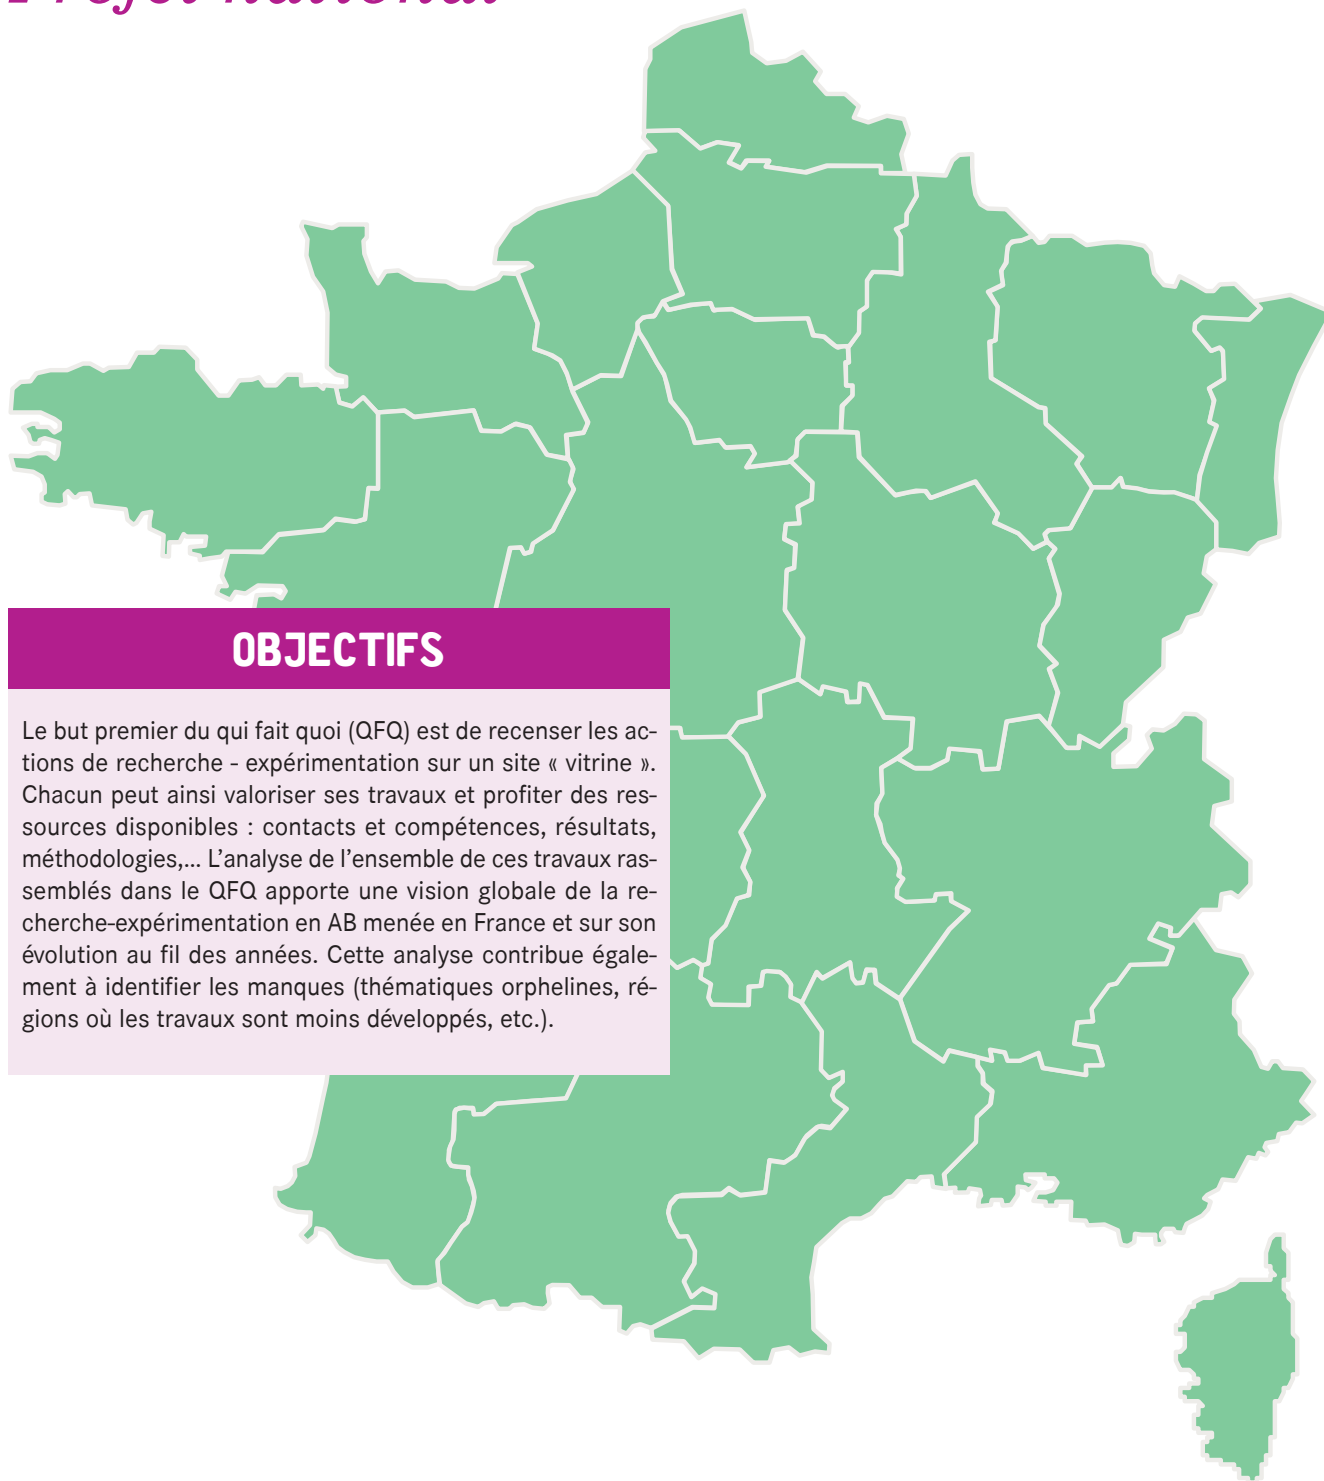 Projet national
OBJECTIFS
Le but premier du qui fait quoi (QFQ) est de recenser les ac-
tions de recherche - expérimentation sur un site « vitrine ».
Chacun peut ainsi valoriser ses travaux et profiter des res-
sources disponibles : contacts et compétences, résultats,
méthodologies,... L’analyse de l’ensemble de ces travaux ras-
semblés dans le QFQ apporte une vision globale de la re-
cherche-expérimentation en AB menée en France et sur son
évolution au fil des années. Cette analyse contribue égale-
ment à identifier les manques (thématiques orphelines, ré-
gions où les travaux sont moins développés, etc.).